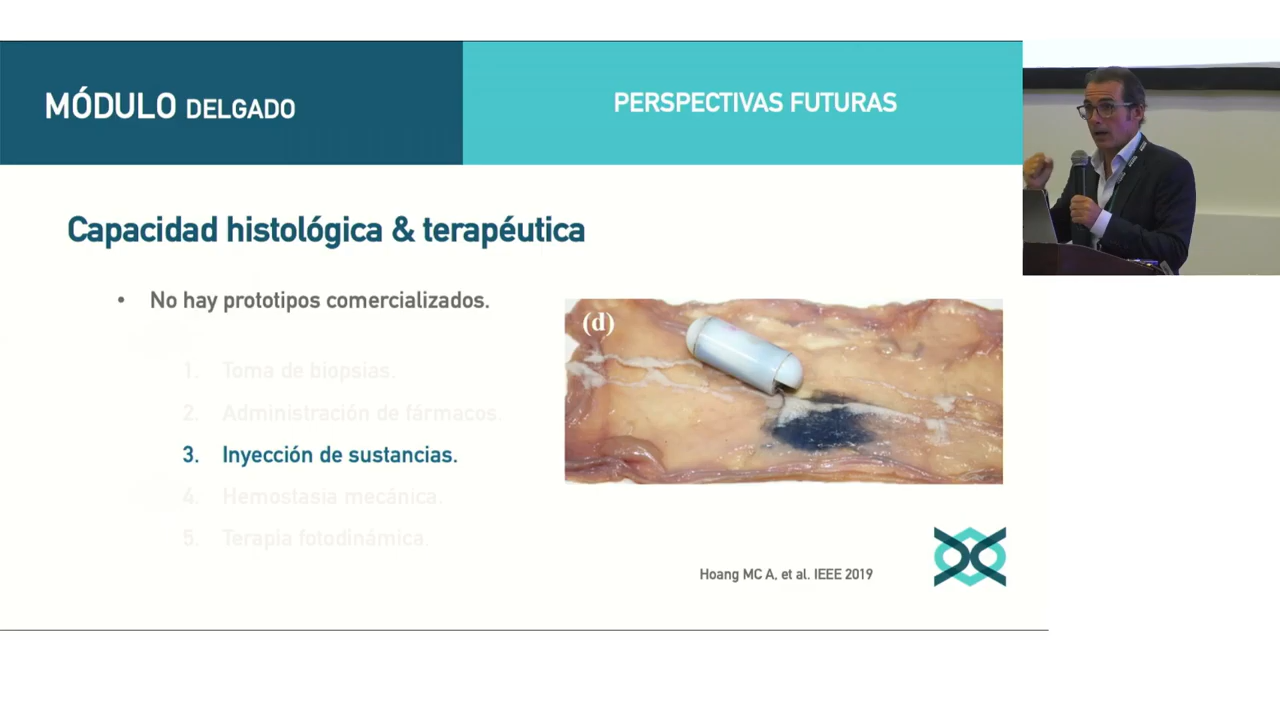 MÓDULO DELGADO
PERSPECTIVAS FUTURAS
Capacidad histológica & terapéutica
• No hay prototipos comercializados.
1. Toma de biopsias.
2. Administración de fármacos.
3. Inyección de sustancias.
4. Hemostasia mecánica.
5. Terapia fotodinámica.
(d)
Hoang MC A, et al. IEEE 2019